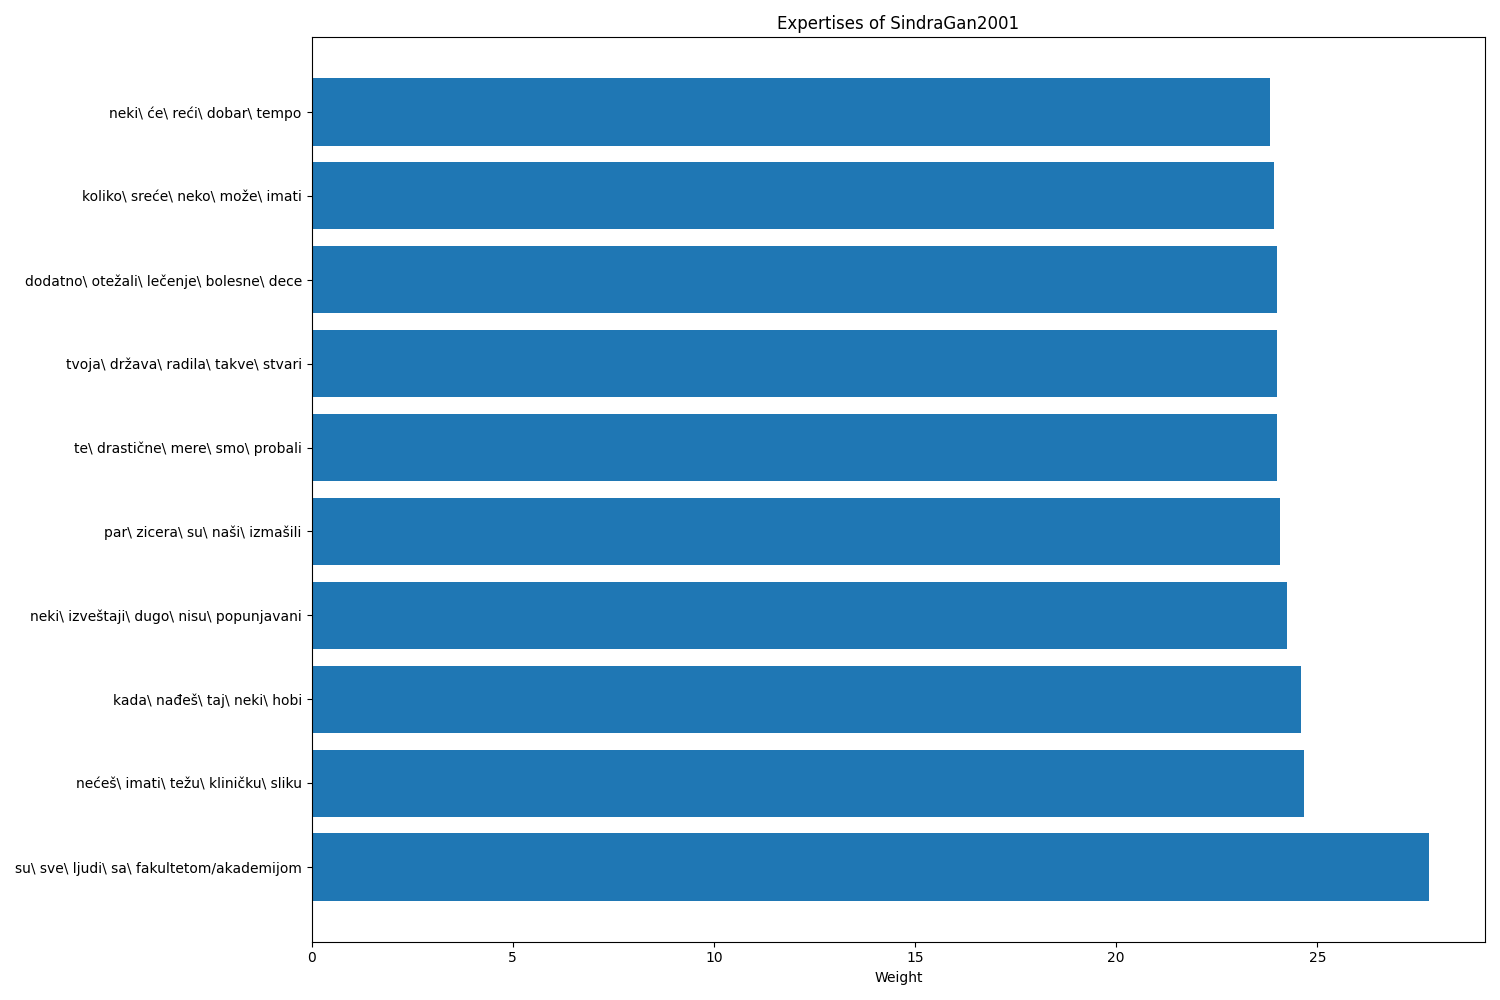 Expertises of SindraGan2001
neki\ će\ reći\ dobar\ tempo
koliko\ sreće\ neko\ može\ imati
dodatno\ otežali\ lečenje\ bolesne\ dece
tvoja\ država\ radila\ takve\ stvari
te\ drastične\ mere\ smo\ probali
par\ zicera\ su\ naši\ izmašili
neki\ izveštaji\ dugo\ nisu\ popunjavani
kada\ nađeš\ taj\ neki\ hobi
nećeš\ imati\ težu\ kliničku\ sliku
su\ sve\ ljudi\ sa\ fakultetom/akademijom
0 5 10 15 20 25
Weight